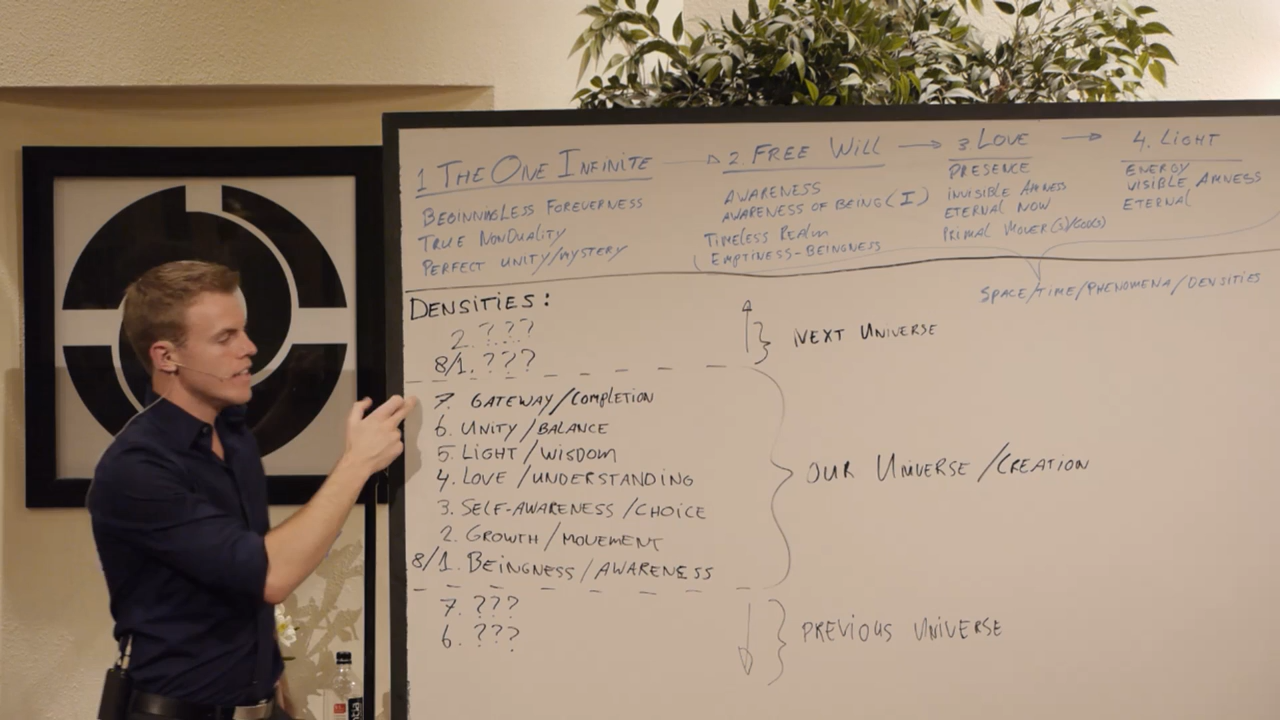 1 THE ONE INFINITE
BEGINNINGLESS FOREVERNESS
TRUE NONDUALITY
PERFECT UNITY/MYSTERY
2. FREE WILL
AWARENESS
AWARENESS OF BEING (I)
TIMELESS REALM
EMPTINESS-BEINGNESS
3 LOVE
PRESENCE
INVISIBLE AMNESS
ETERNAL NOW
PRIMAL MOVER(S)/GOD(S)
4. LIGHT
ENERGY
VISIBLE AMNESS
ETERNAL
SPACE/TIME/PHENOMENA/DENSITIES
DENSITIES:
2. ???
8/1. ???
NEXT UNIVERSE
7. GATEWAY/COMPLETION
6. UNITY/BALANCE
5. LIGHT/WISDOM
4. LOVE/UNDERSTANDING
3. SELF-AWARENESS/CHOICE
2. GROWTH/MOVEMENT
8/1. BEINGNESS/AWARENESS
OUR UNIVERSE/CREATION
7. ???
6. ???
PREVIOUS UNIVERSE